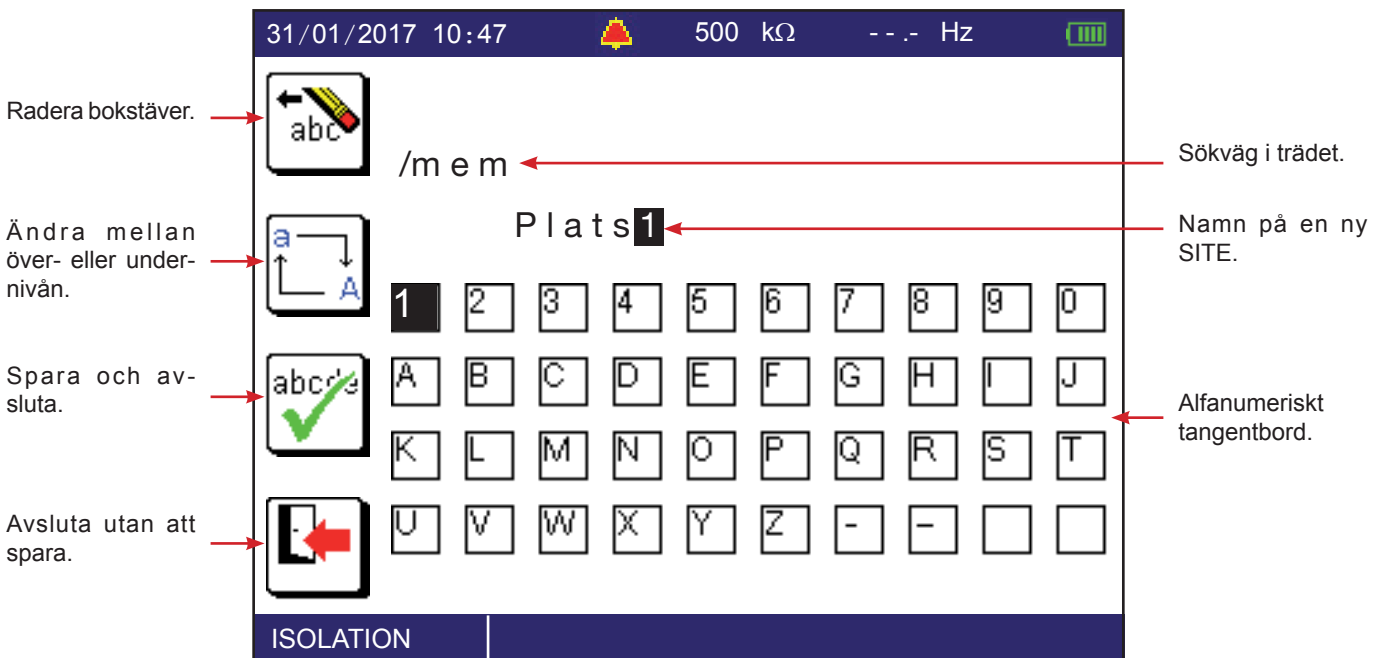 31/01/2017 10:47 500 kΩ - - .- Hz
Radera bokstäver.
abc
/mem
Sökväg i trädet.
Ändra mellan
över- eller under-
nivån.
a
A
Plats1
Namn på en ny
SITE.
1 2 3 4 5 6 7 8 9 0
Spara och av-
sluta.
abcde
A B C D E F G H I J
Alfanumeriskt
tangentbord.
K L M N O P Q R S T
Avsluta utan att
spara.
U V W X Y Z - –
ISOLATION